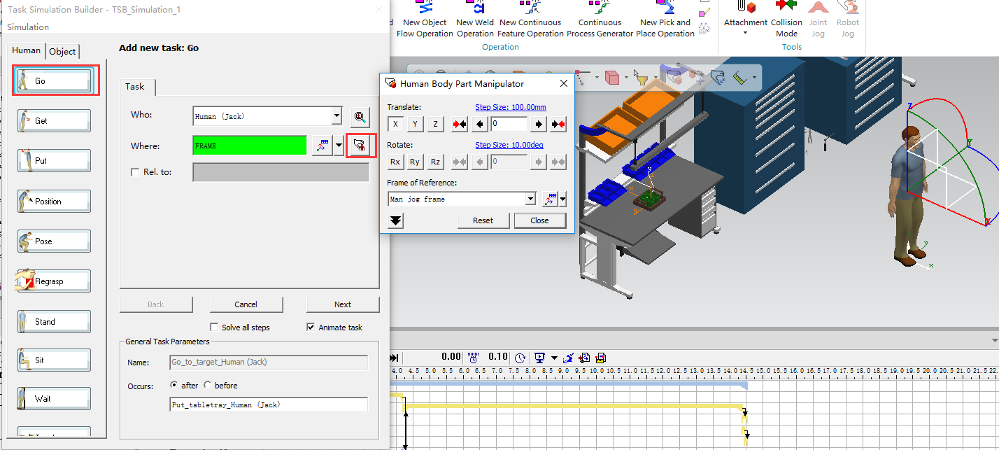 Task Simulation Builder - TSB_Simulation_1
Simulation
Human
Object
Go
Get
Put
Position
Pose
Regrasp
Stand
Sit
Wait
Add new task: Go
Task
Who:
Human (Jack)
Where:
FRAME
Rel. to:
Back
Cancel
Next
Solve all steps
Animate task
General Task Parameters
Name:
Go_to_target_Human (Jack)
Occurs:
after
before
Put_tabletray_Human (Jack)
New Object
Flow Operation
New Weld
Operation
New Continuous
Feature Operation
Continuous
Process Generator
New Pick and
Place Operation
Operation
Attachment
Collision
Mode
Joint
Jog
Robot
Jog
Tools
Human Body Part Manipulator
Translate:
Step Size: 100.00mm
X
Y
Z
0
Rotate:
Step Size: 10.00deg
Rx
Ry
Rz
0
Frame of Reference:
Man jog frame
Reset
Close
y
x
y
Z
Y
X
y
x
0.00
0.10
4.0 4.5 5.0 5.5 6.0 6.5 7.0 7.5 8.0 8.5 9.0 9.5 10.0 10.5 11.0 11.5 12.0 12.5 13.0 13.5 14.0 14.5 15.0 15.5 16.0 16.5 17.0 17.5 18.0 18.5 19.0 19.5 20.0 20.5 21.0 21.5 22.